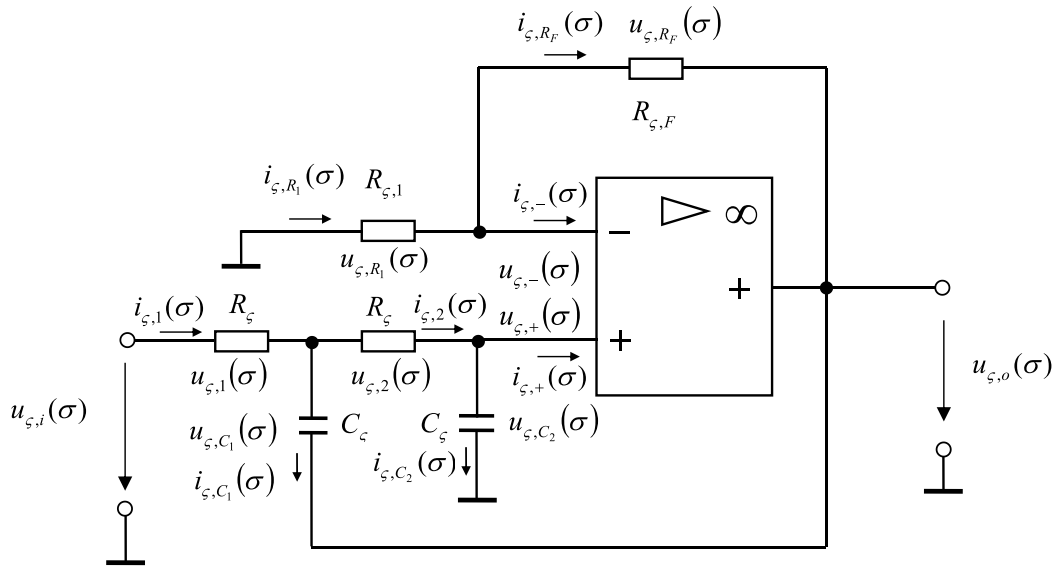 i_{ς,R_F}(σ) u_{ς,R_F}(σ)
R_{ς,F}
i_{ς,R_1}(σ) R_{ς,1}
i_{ς,-}(σ)
▷ ∞
−
u_{ς,R_1}(σ)
u_{ς,-}(σ)
+
i_{ς,1}(σ) R_ς R_ς i_{ς,2}(σ)
u_{ς,+}(σ)
+
u_{ς,1}(σ) u_{ς,2}(σ) i_{ς,+}(σ)
u_{ς,o}(σ)
u_{ς,i}(σ)
u_{ς,C_1}(σ) C_ς C_ς u_{ς,C_2}(σ)
i_{ς,C_1}(σ) i_{ς,C_2}(σ)